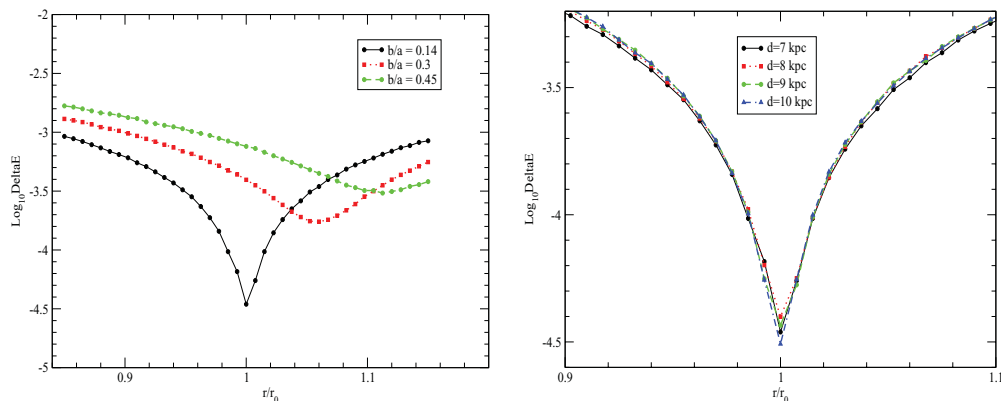 -2
-2.5
-3
-3.5
-4
-4.5
-5
Log10DeltaE
0.9
1
1.1
r/r0
b/a = 0.14
b/a = 0.3
b/a = 0.45
-3.5
-4
-4.5
Log10DeltaE
0.9
1
1.1
r/r0
d=7 kpc
d=8 kpc
d=9 kpc
d=10 kpc